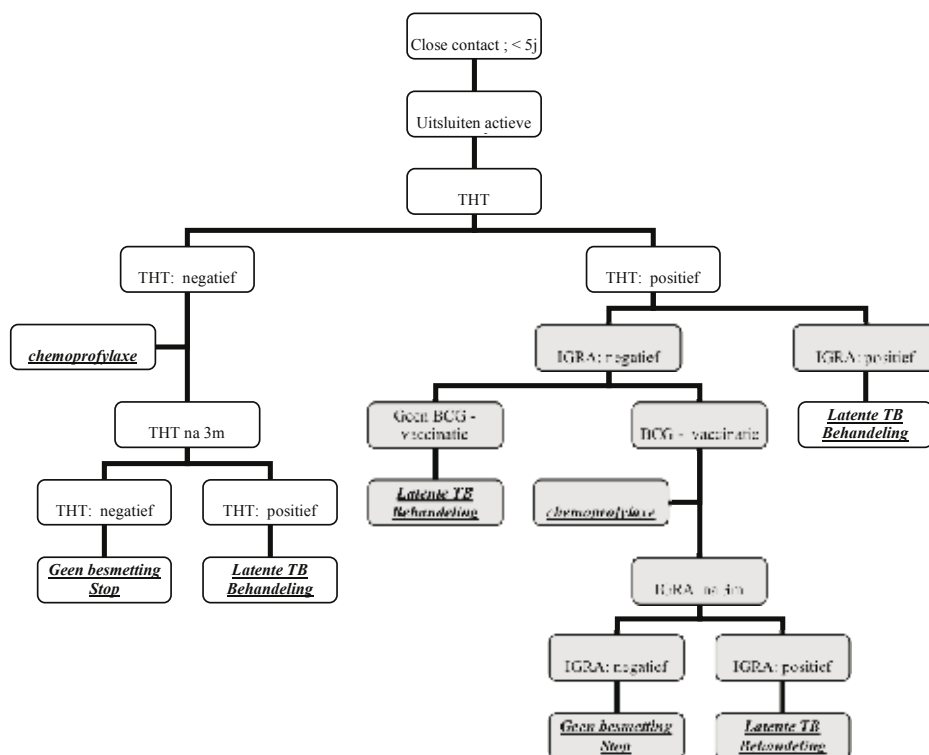 Close contact ; < 5j
Uitsluiten actieve
THT
THT: negatief
THT: positief
chemoprofylaxe
IGRA: negatief
IGRA: positief
THT na 3m
Geen BCG -
vaccinatie
BCG - vaccinatie
Latente TB
Behandeling
THT: negatief
THT: positief
Latente TB
Behandeling
chemoprofylaxe
Geen besmetting
Stop
Latente TB
Behandeling
IGRA na 3m
IGRA: negatief
IGRA: positief
Geen besmetting
Stop
Latente TB
Behandeling